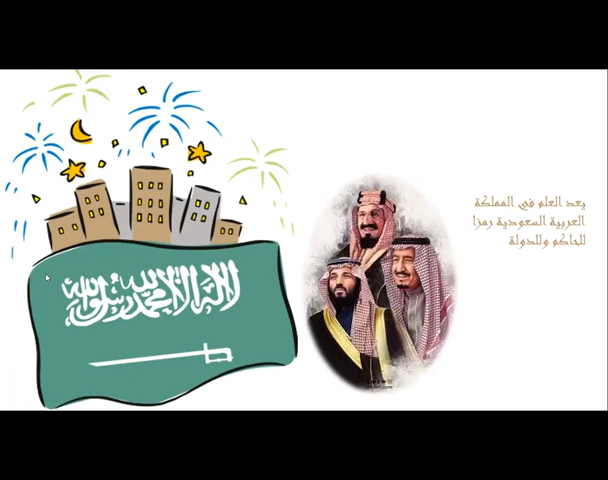 يعد العلم في المملكة
العربية السعودية رمزا
للحاكم وللدولة
لا إله إلا الله محمد رسول الله